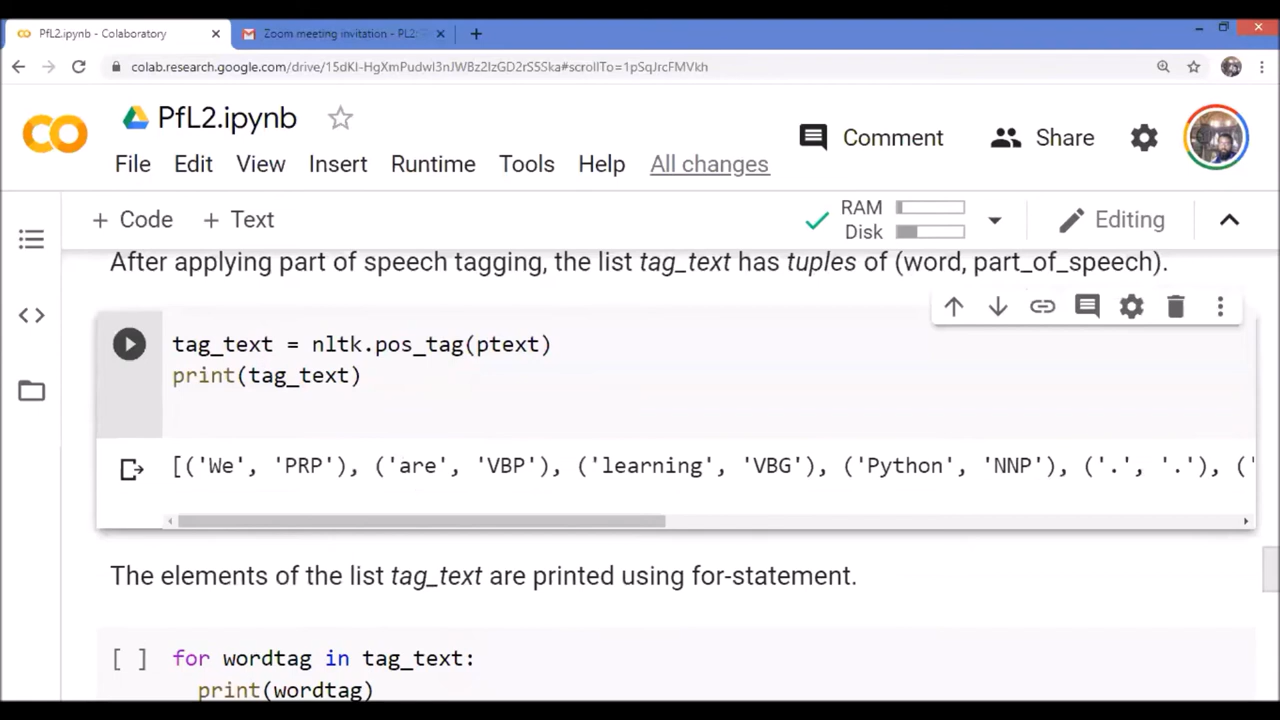 PfL2.ipynb - Colaboratory
Zoom meeting invitation - PL2:
colab.research.google.com/drive/15dKI-HgXmPudwI3nJWBz2IzGD2rS5Ska#scrollTo=1pSqJrcFMVkh
PfL2.ipynb
Comment
Share
File Edit View Insert Runtime Tools Help All changes
+ Code + Text
RAM
Disk
Editing
After applying part of speech tagging, the list tag_text has tuples of (word, part_of_speech).
tag_text = nltk.pos_tag(ptext)
print(tag_text)
[('We', 'PRP'), ('are', 'VBP'), ('learning', 'VBG'), ('Python', 'NNP'), ('.', '.'), ('
The elements of the list tag_text are printed using for-statement.
[ ] for wordtag in tag_text:
print(wordtag)